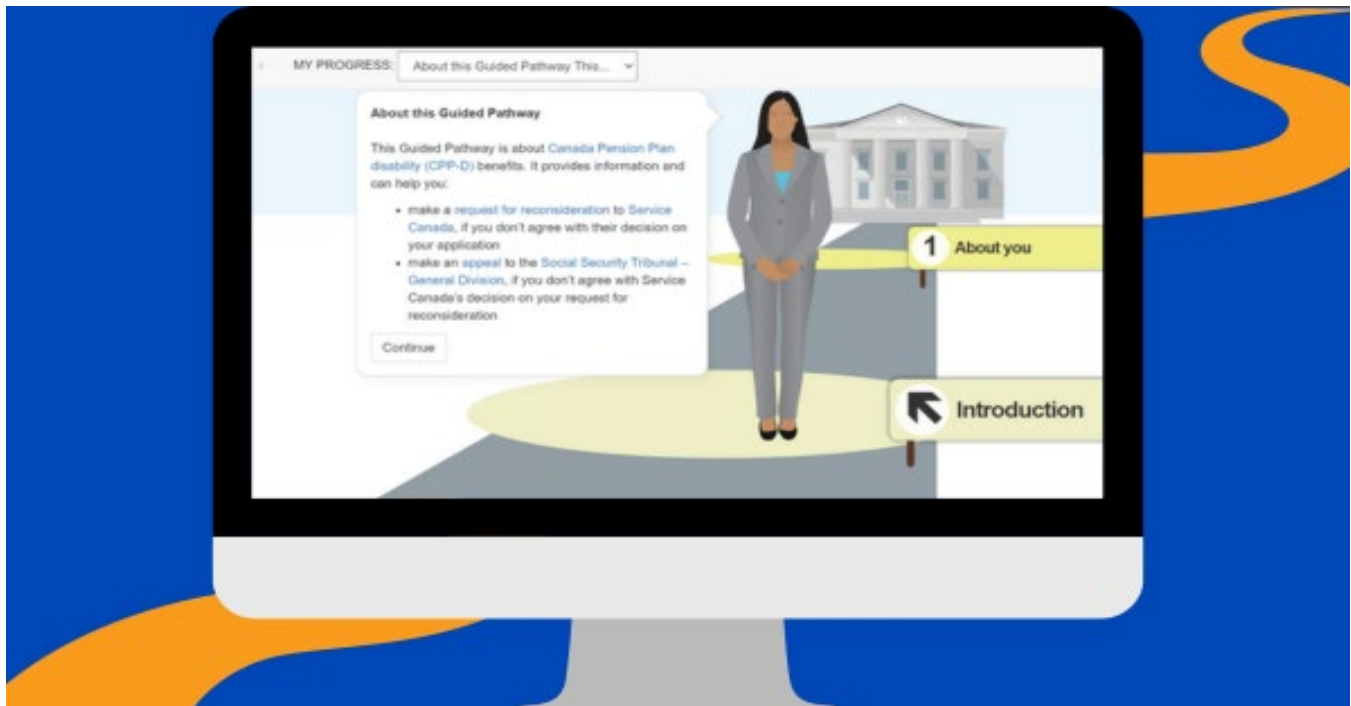 MY PROGRESS: About this Guided Pathway This...
About this Guided Pathway
This Guided Pathway is about Canada Pension Plan
disability (CPP-D) benefits. It provides information and
can help you:
• make a request for reconsideration to Service
Canada, if you don't agree with their decision on
your application
• make an appeal to the Social Security Tribunal –
General Division, if you don't agree with Service
Canada's decision on your request for
reconsideration
Continue
1 About you
Introduction